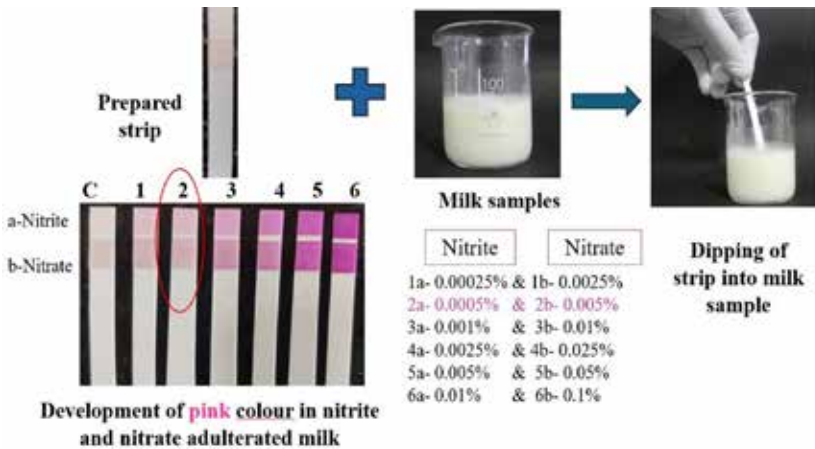 Prepared
strip
100
Milk samples
C 1 2 3 4 5 6
a-Nitrite
b-Nitrate
Nitrite Nitrate
1a- 0.00025% & 1b- 0.0025%
2a- 0.0005% & 2b- 0.005%
3a- 0.001% & 3b- 0.01%
4a- 0.0025% & 4b- 0.025%
5a- 0.005% & 5b- 0.05%
6a- 0.01% & 6b- 0.1%
Dipping of
strip into milk
sample
Development of pink colour in nitrite
and nitrate adulterated milk